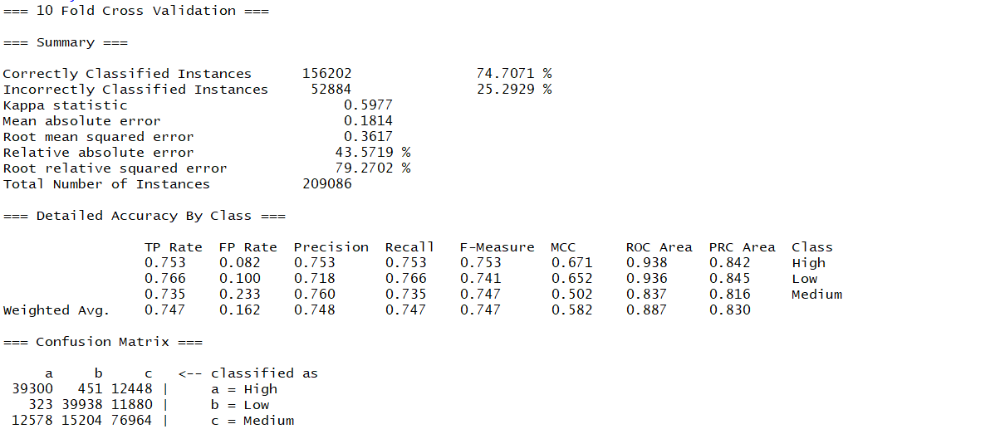 === 10 Fold Cross Validation ===
=== Summary ===
Correctly Classified Instances 156202 74.7071 %
Incorrectly Classified Instances 52884 25.2929 %
Kappa statistic 0.5977
Mean absolute error 0.1814
Root mean squared error 0.3617
Relative absolute error 43.5719 %
Root relative squared error 79.2702 %
Total Number of Instances 209086
=== Detailed Accuracy By Class ===
TP Rate FP Rate Precision Recall F-Measure MCC ROC Area PRC Area Class
0.753 0.082 0.753 0.753 0.753 0.671 0.938 0.842 High
0.766 0.100 0.718 0.766 0.741 0.652 0.936 0.845 Low
0.735 0.233 0.760 0.735 0.747 0.502 0.837 0.816 Medium
Weighted Avg. 0.747 0.162 0.748 0.747 0.747 0.582 0.887 0.830
=== Confusion Matrix ===
a b c <-- classified as
39300 451 12448 | a = High
323 39938 11880 | b = Low
12578 15204 76964 | c = Medium